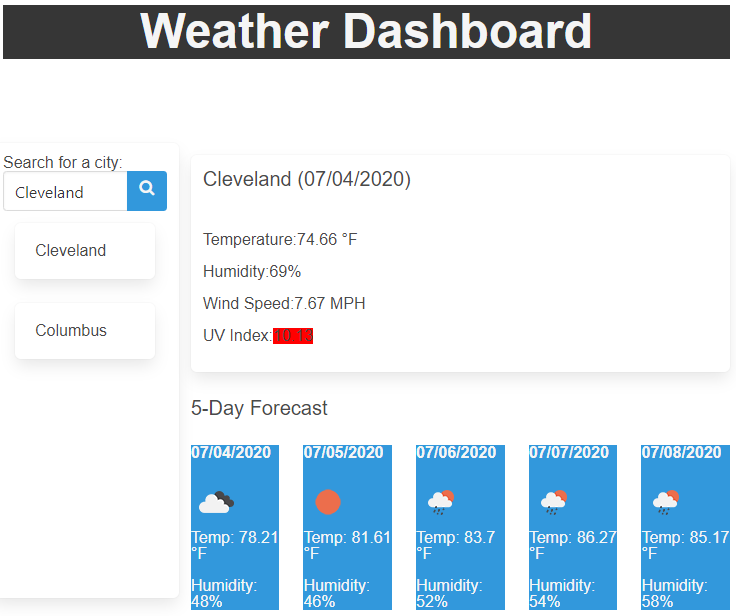 Weather Dashboard
Search for a city:
Cleveland
Cleveland
Columbus
Cleveland (07/04/2020)
Temperature:74.66 °F
Humidity:69%
Wind Speed:7.67 MPH
UV Index:
5-Day Forecast
07/04/2020
Temp: 78.21
°F
Humidity:
48%
07/05/2020
Temp: 81.61
°F
Humidity:
46%
07/06/2020
Temp: 83.7
°F
Humidity:
52%
07/07/2020
Temp: 86.27
°F
Humidity:
54%
07/08/2020
Temp: 85.17
°F
Humidity:
58%